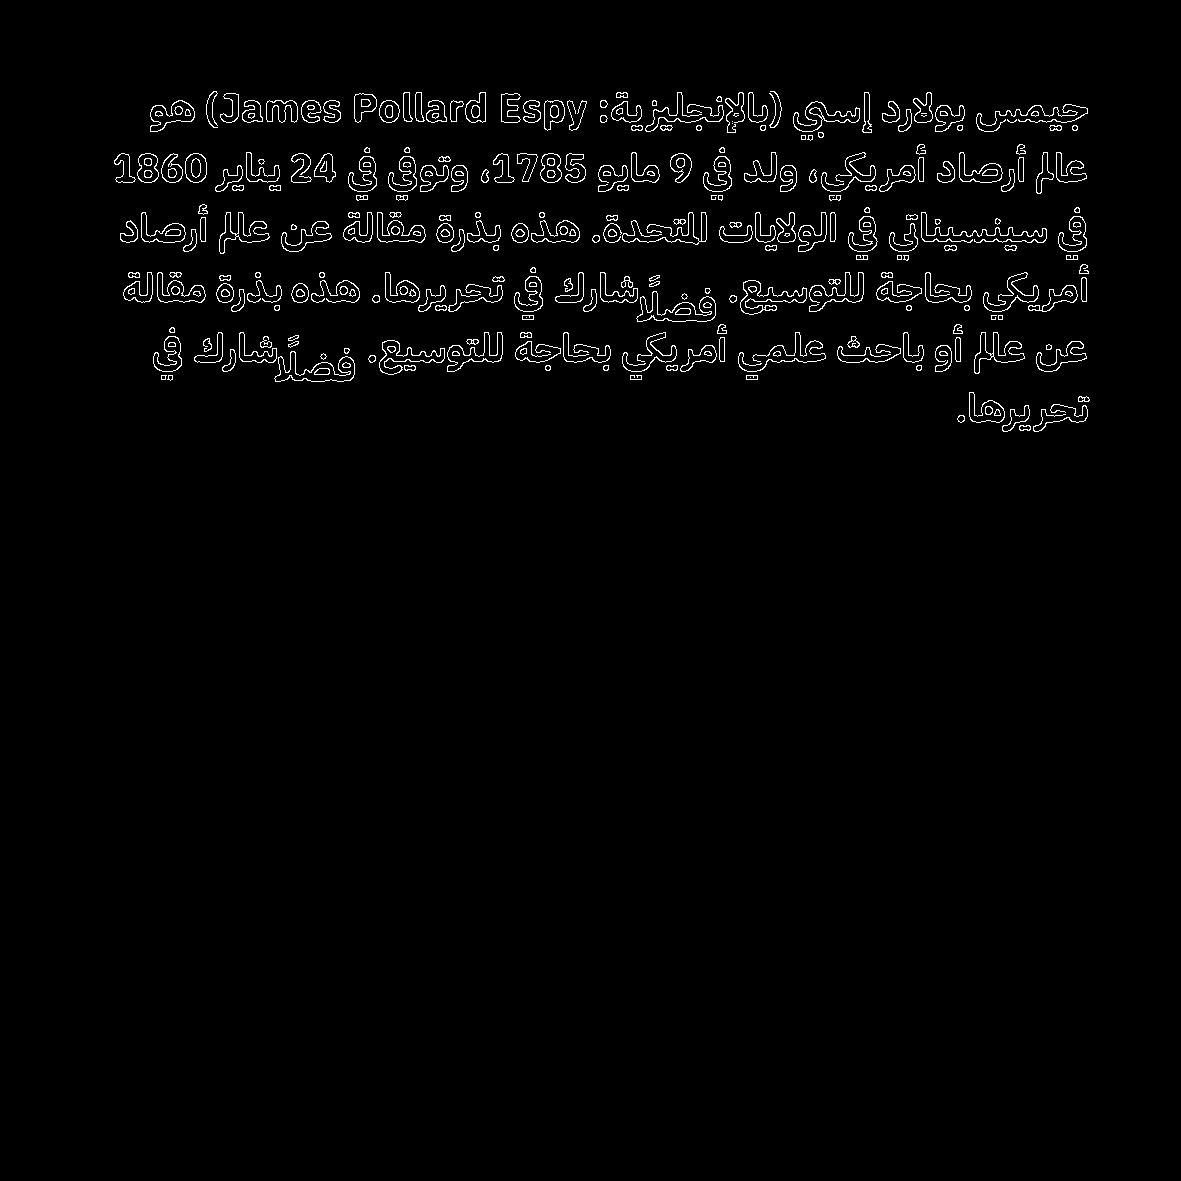 جيمس بولارد إسبي (بالإنجليزية: James Pollard Espy) هو
عالم أرصاد أمريكي، ولد في 9 مايو 1785، وتوفي في 24 يناير 1860
في سينسيناتي في الولايات المتحدة. هذه بذرة مقالة عن عالم أرصاد
أمريكي بحاجة للتوسيع. فضلًا شارك في تحريرها. هذه بذرة مقالة
عن عالم أو باحث علمي أمريكي بحاجة للتوسيع. فضلًا شارك في
تحريرها.